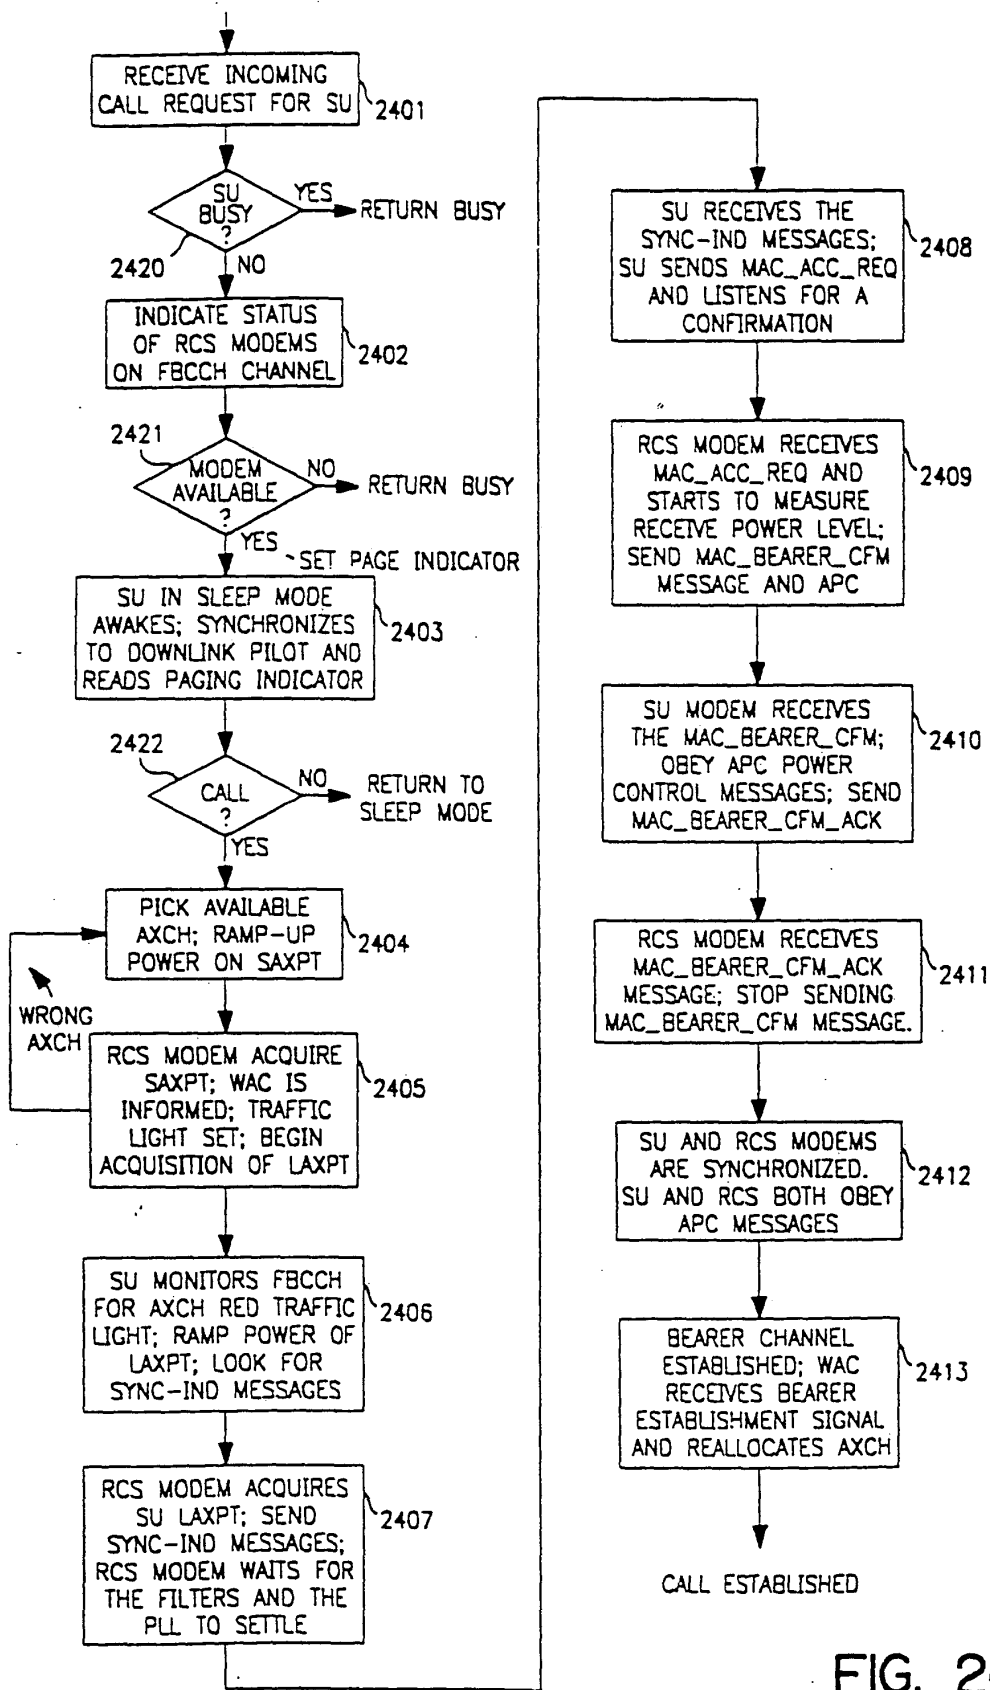 RECEIVE INCOMING
CALL REQUEST FOR SU
2401
SU
BUSY
?
YES
RETURN BUSY
2420
NO
INDICATE STATUS
OF RCS MODEMS
ON FBCCH CHANNEL
2402
2421
MODEM
AVAILABLE
?
NO
RETURN BUSY
YES
SET PAGE INDICATOR
SU IN SLEEP MODE
AWAKES; SYNCHRONIZES
TO DOWNLINK PILOT AND
READS PAGING INDICATOR
2403
2422
CALL
?
NO
RETURN TO
SLEEP MODE
YES
PICK AVAILABLE
AXCH; RAMP-UP
POWER ON SAXPT
2404
WRONG
AXCH
RCS MODEM ACQUIRE
SAXPT; WAC IS
INFORMED; TRAFFIC
LIGHT SET; BEGIN
ACQUISITION OF LAXPT
2405
SU MONITORS FBCCH
FOR AXCH RED TRAFFIC
LIGHT; RAMP POWER OF
LAXPT; LOOK FOR
SYNC-IND MESSAGES
2406
RCS MODEM ACQUIRES
SU LAXPT; SEND
SYNC-IND MESSAGES;
RCS MODEM WAITS FOR
THE FILTERS AND THE
PLL TO SETTLE
2407
SU RECEIVES THE
SYNC-IND MESSAGES;
SU SENDS MAC_ACC_REQ
AND LISTENS FOR A
CONFIRMATION
2408
RCS MODEM RECEIVES
MAC_ACC_REQ AND
STARTS TO MEASURE
RECEIVE POWER LEVEL;
SEND MAC_BEARER_CFM
MESSAGE AND APC
2409
SU MODEM RECEIVES
THE MAC_BEARER_CFM;
OBEY APC POWER
CONTROL MESSAGES; SEND
MAC_BEARER_CFM_ACK
2410
RCS MODEM RECEIVES
MAC_BEARER_CFM_ACK
MESSAGE; STOP SENDING
MAC_BEARER_CFM MESSAGE.
2411
SU AND RCS MODEMS
ARE SYNCHRONIZED.
SU AND RCS BOTH OBEY
APC MESSAGES
2412
BEARER CHANNEL
ESTABLISHED; WAC
RECEIVES BEARER
ESTABLISHMENT SIGNAL
AND REALLOCATES AXCH
2413
CALL ESTABLISHED
FIG.